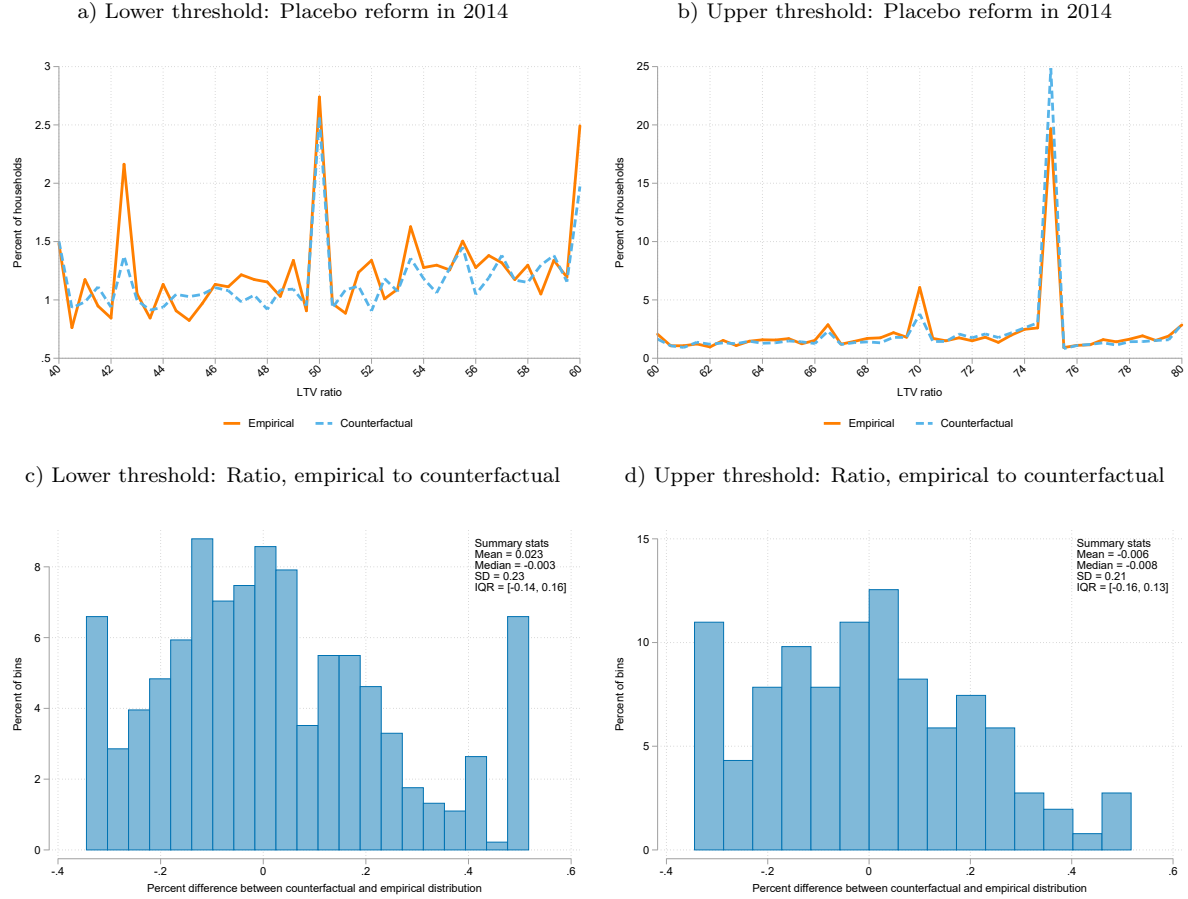 a) Lower threshold: Placebo reform in 2014
3
2.5
2
1.5
1
.5
Percent of households
40
42
44
46
48
50
52
54
56
58
60
LTV ratio
Empirical
Counterfactual
b) Upper threshold: Placebo reform in 2014
25
20
15
10
5
0
Percent of households
60
62
64
66
68
70
72
74
76
78
80
LTV ratio
Empirical
Counterfactual
c) Lower threshold: Ratio, empirical to counterfactual
Summary stats
Mean = 0.023
Median = -0.003
SD = 0.23
IQR = [-0.14, 0.16]
8
6
4
2
0
Percent of bins
-.4
-.2
0
.2
.4
.6
Percent difference between counterfactual and empirical distribution
d) Upper threshold: Ratio, empirical to counterfactual
Summary stats
Mean = -0.006
Median = -0.008
SD = 0.21
IQR = [-0.16, 0.13]
15
10
5
0
Percent of bins
-.4
-.2
0
.2
.4
.6
Percent difference between counterfactual and empirical distribution